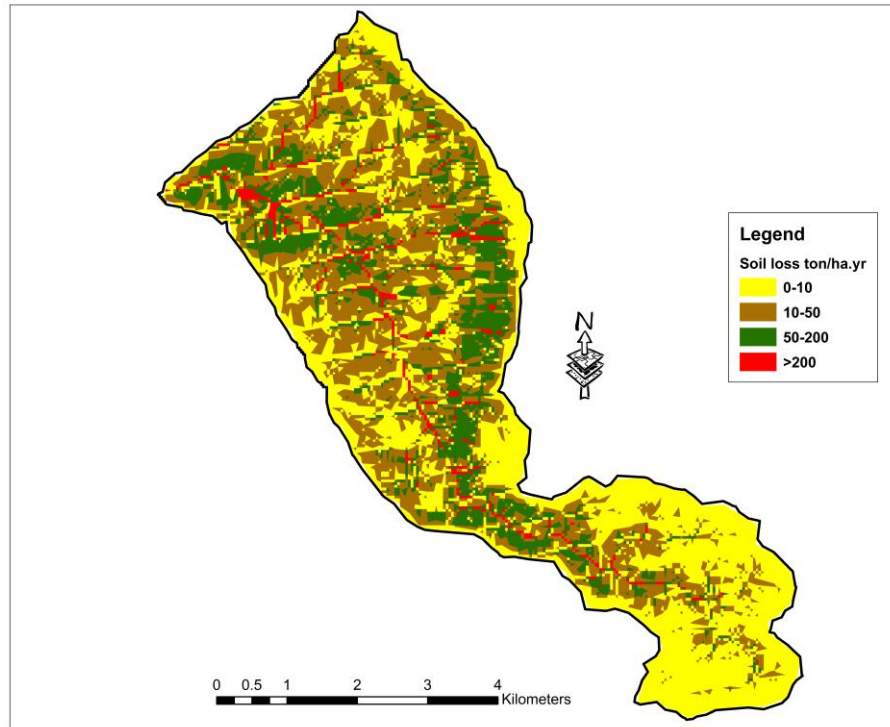 Legend
Soil loss ton/ha.yr
0-10
10-50
50-200
>200
N
0 0.5 1 2 3 4
Kilometers